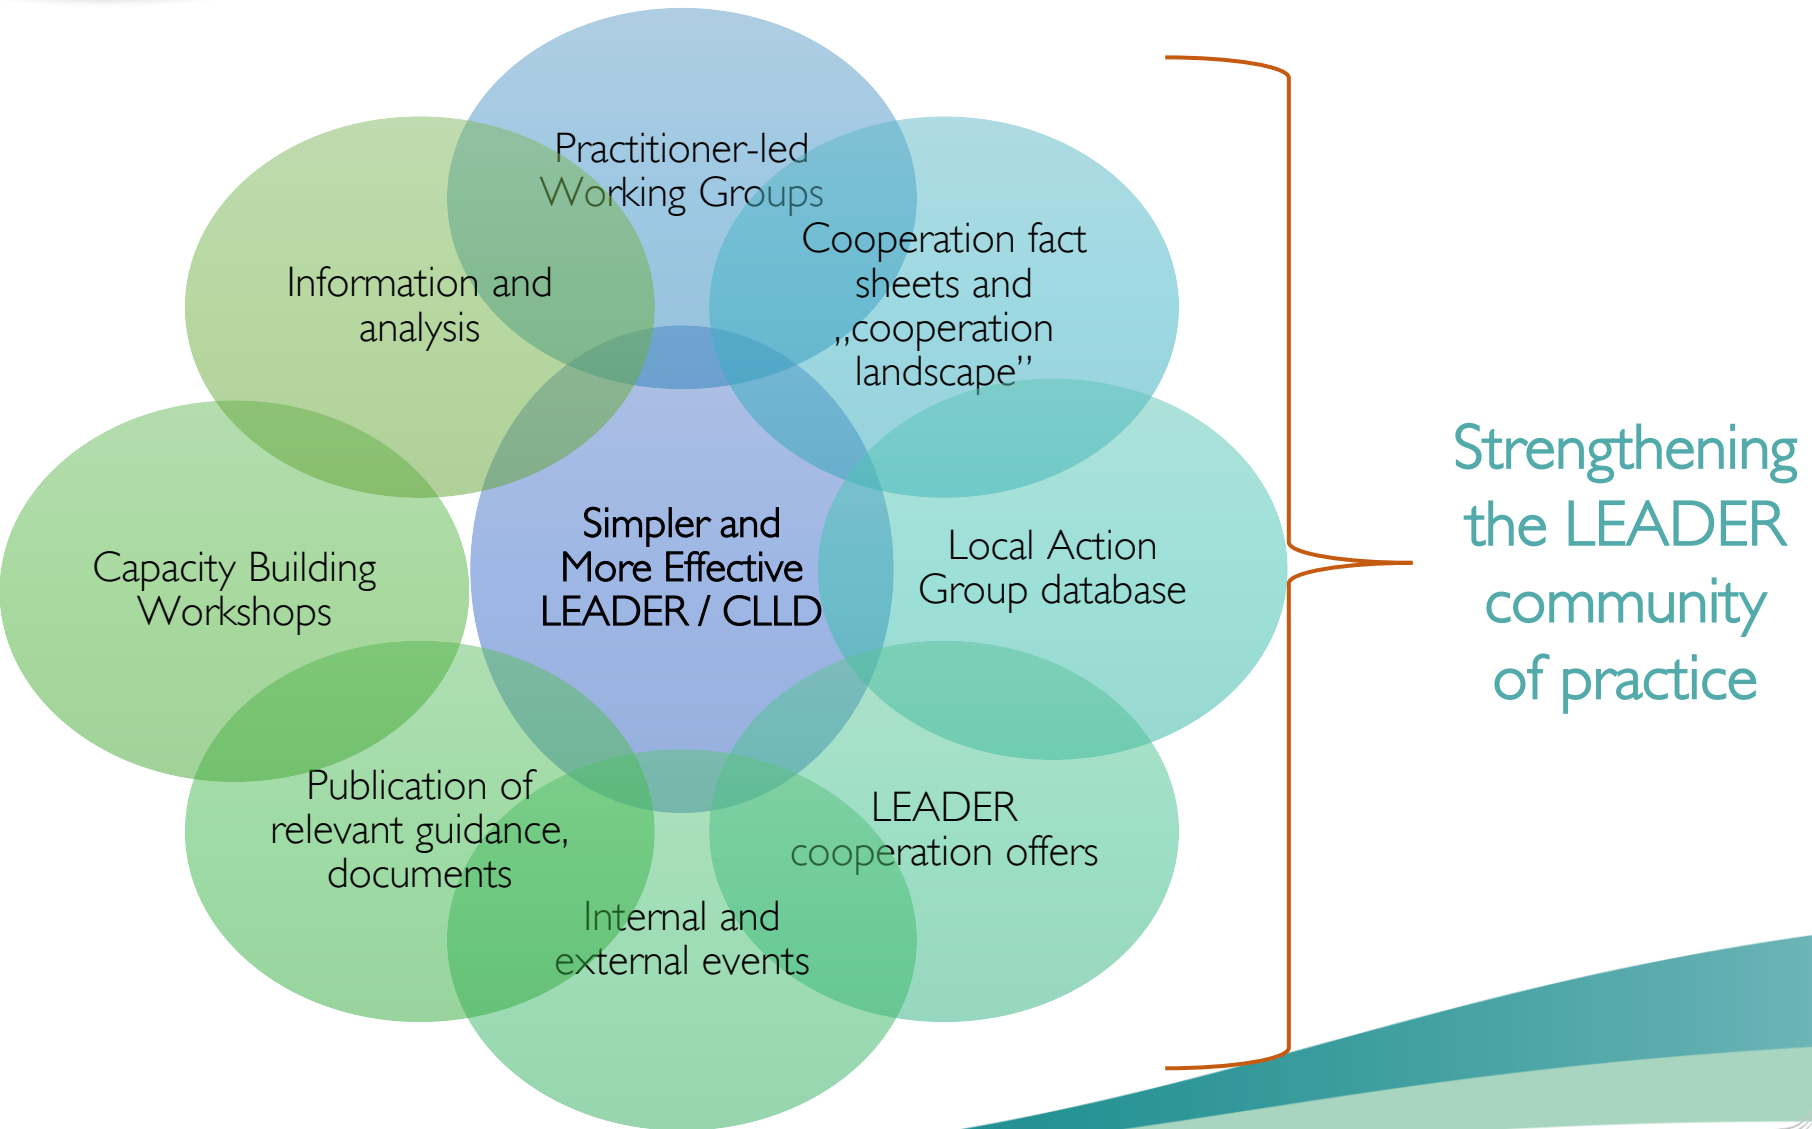 Practitioner-led
Working Groups
Cooperation fact
sheets and
„cooperation
landscape”
Information and
analysis
Simpler and
More Effective
LEADER / CLLD
Local Action
Group database
Capacity Building
Workshops
Publication of
relevant guidance,
documents
LEADER
cooperation offers
Internal and
external events
Strengthening
the LEADER
community
of practice